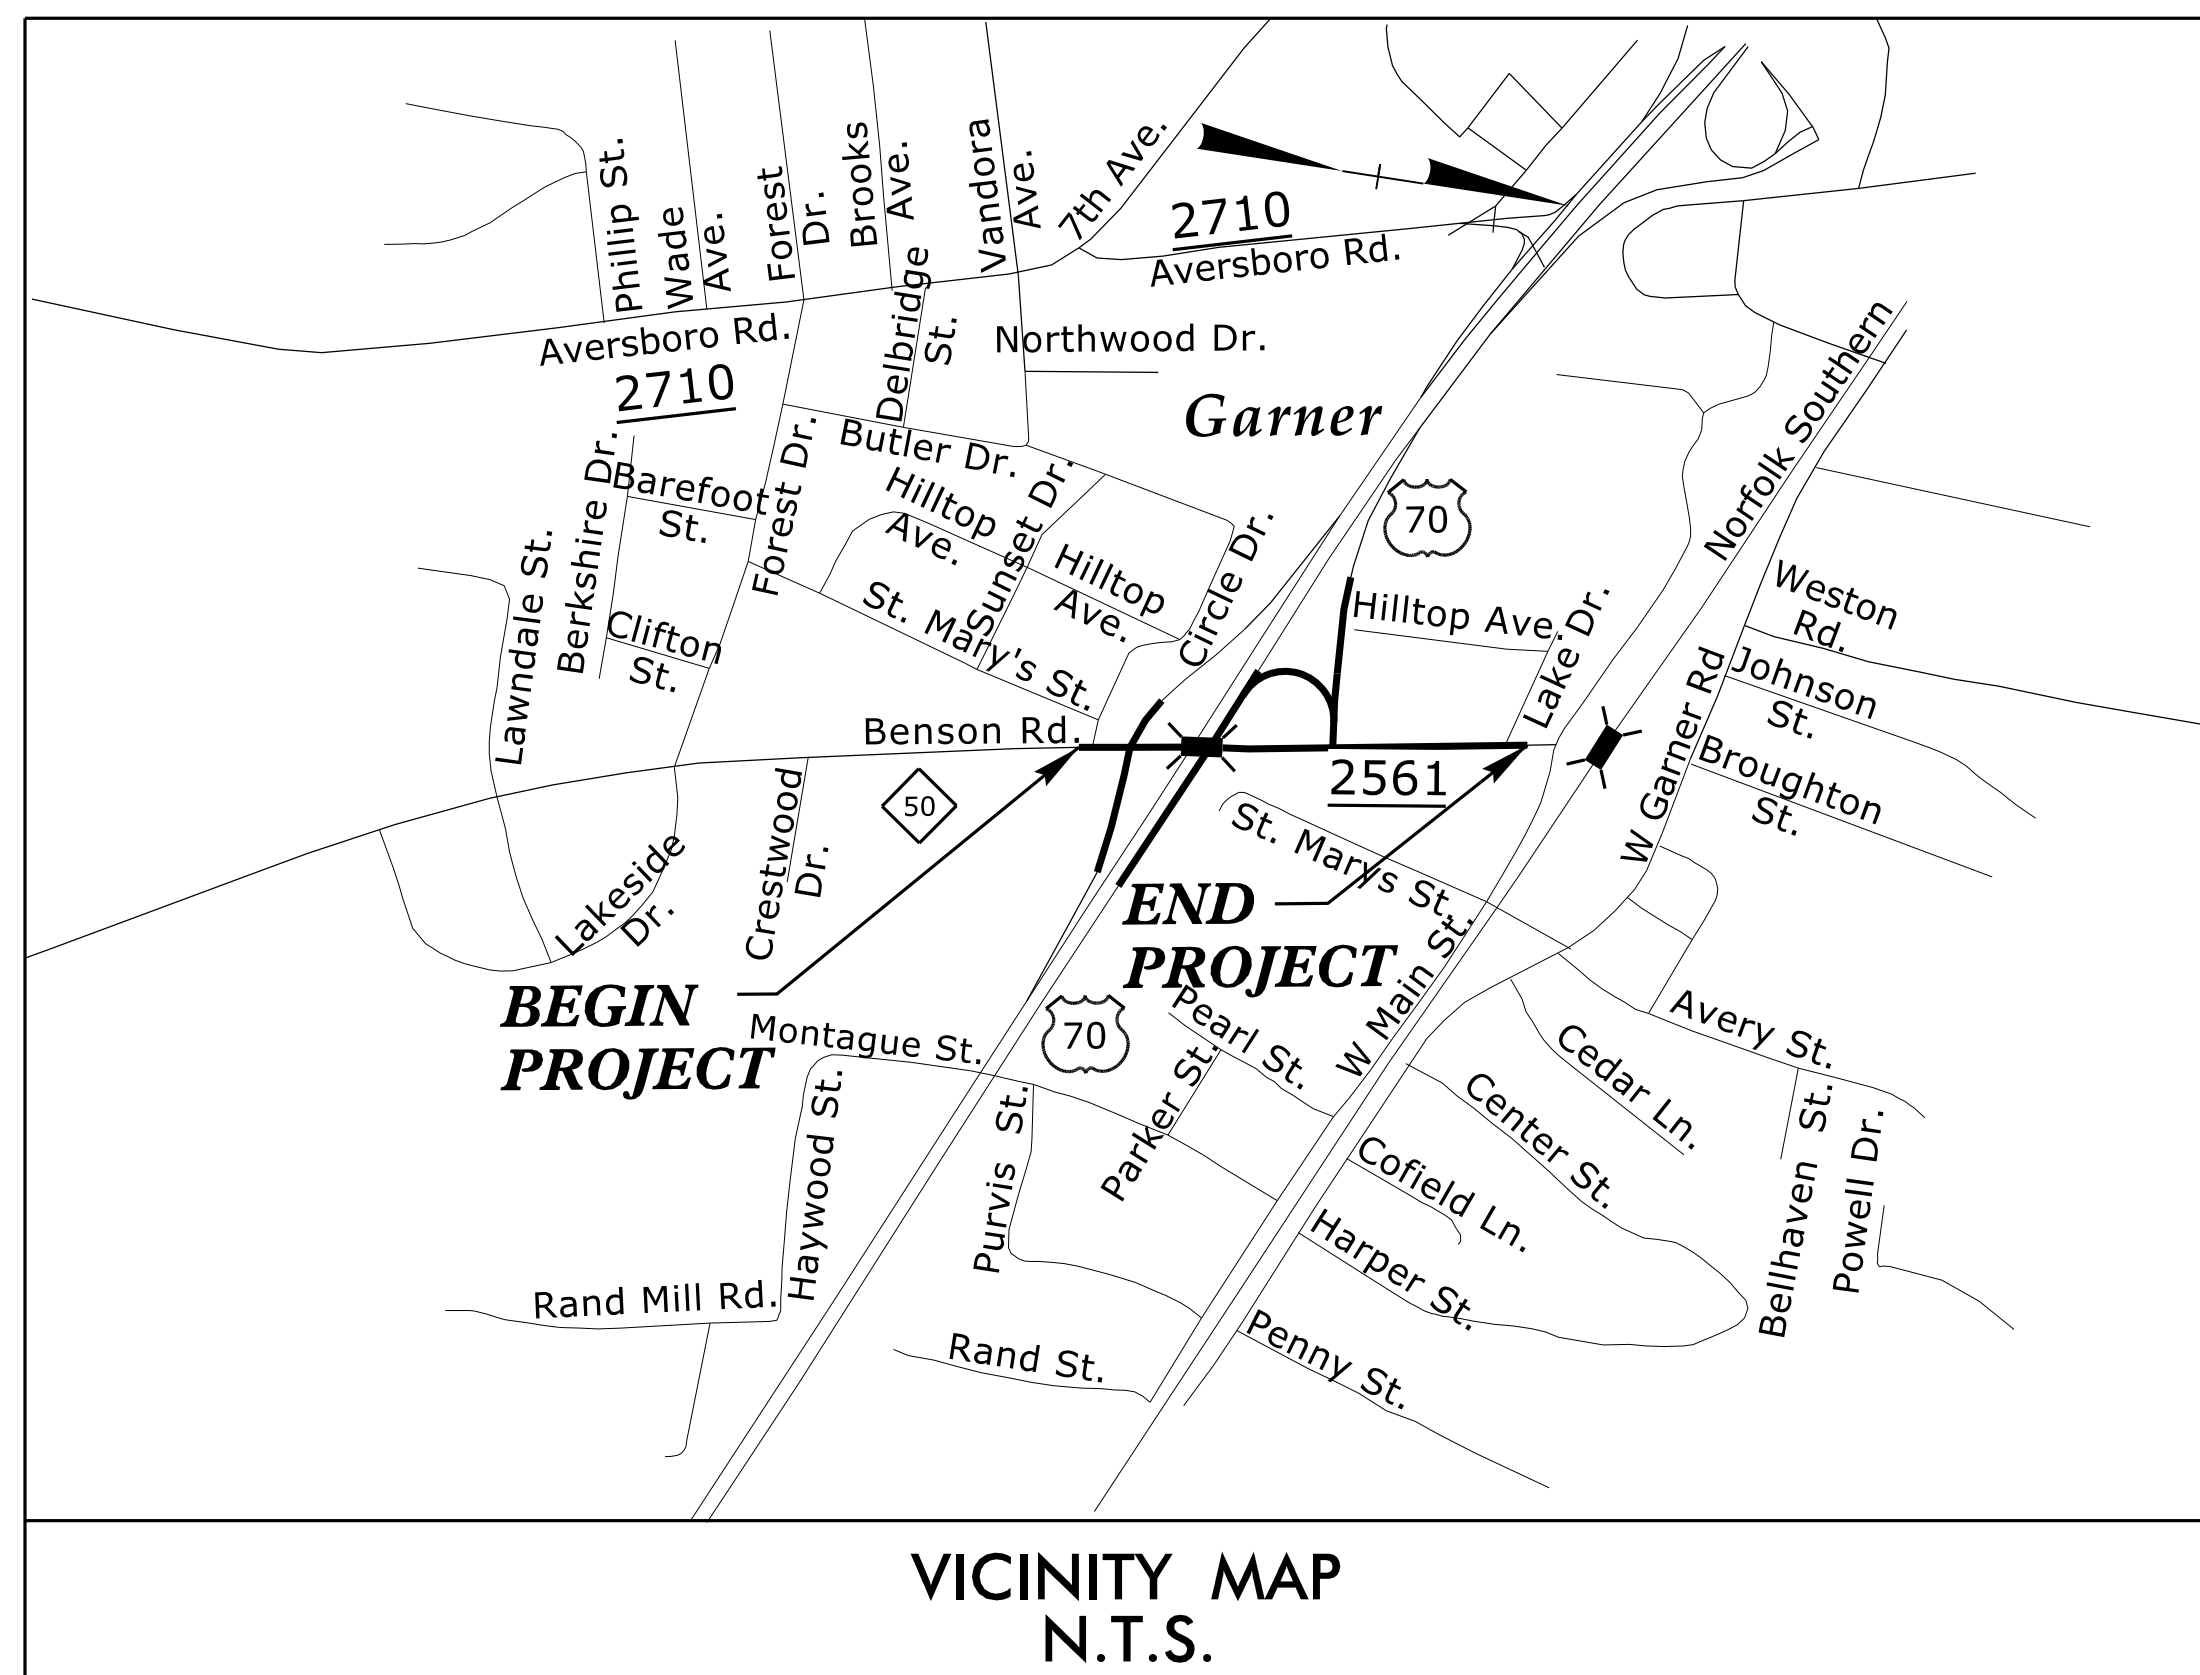 Phillip St.
Wade
Ave.
Forest
Dr.
Brooks
Ave.
Vandora
Ave.
7th Ave.
2710
Aversboro Rd.
Aversboro Rd.
2710
Delbridge
St.
Northwood Dr.
Garner
Norfolk Southern
Butler Dr.
Barefoot
St.
Berkshire Dr.
Forest Dr.
Hilltop
Ave.
Sunset Dr.
Hilltop
Ave.
Circle Dr.
70
Hilltop Ave.
Lake Dr.
Weston
Rd.
Lawndale St.
Clifton
St.
St. Mary's St.
Johnson
St.
W Garner Rd
Broughton
St.
Benson Rd.
2561
50
Crestwood
Dr.
Lakeside
Dr.
St. Marys St.
END
PROJECT
BEGIN
PROJECT
W Main St.
Montague St.
70
Pearl St.
Avery St.
Cedar Ln.
Haywood St.
Purvis St.
Parker St.
Center St.
Cofield Ln.
Bellhaven St.
Powell Dr.
Harper St.
Rand Mill Rd.
Rand St.
Penny St.
VICINITY MAP
N.T.S.